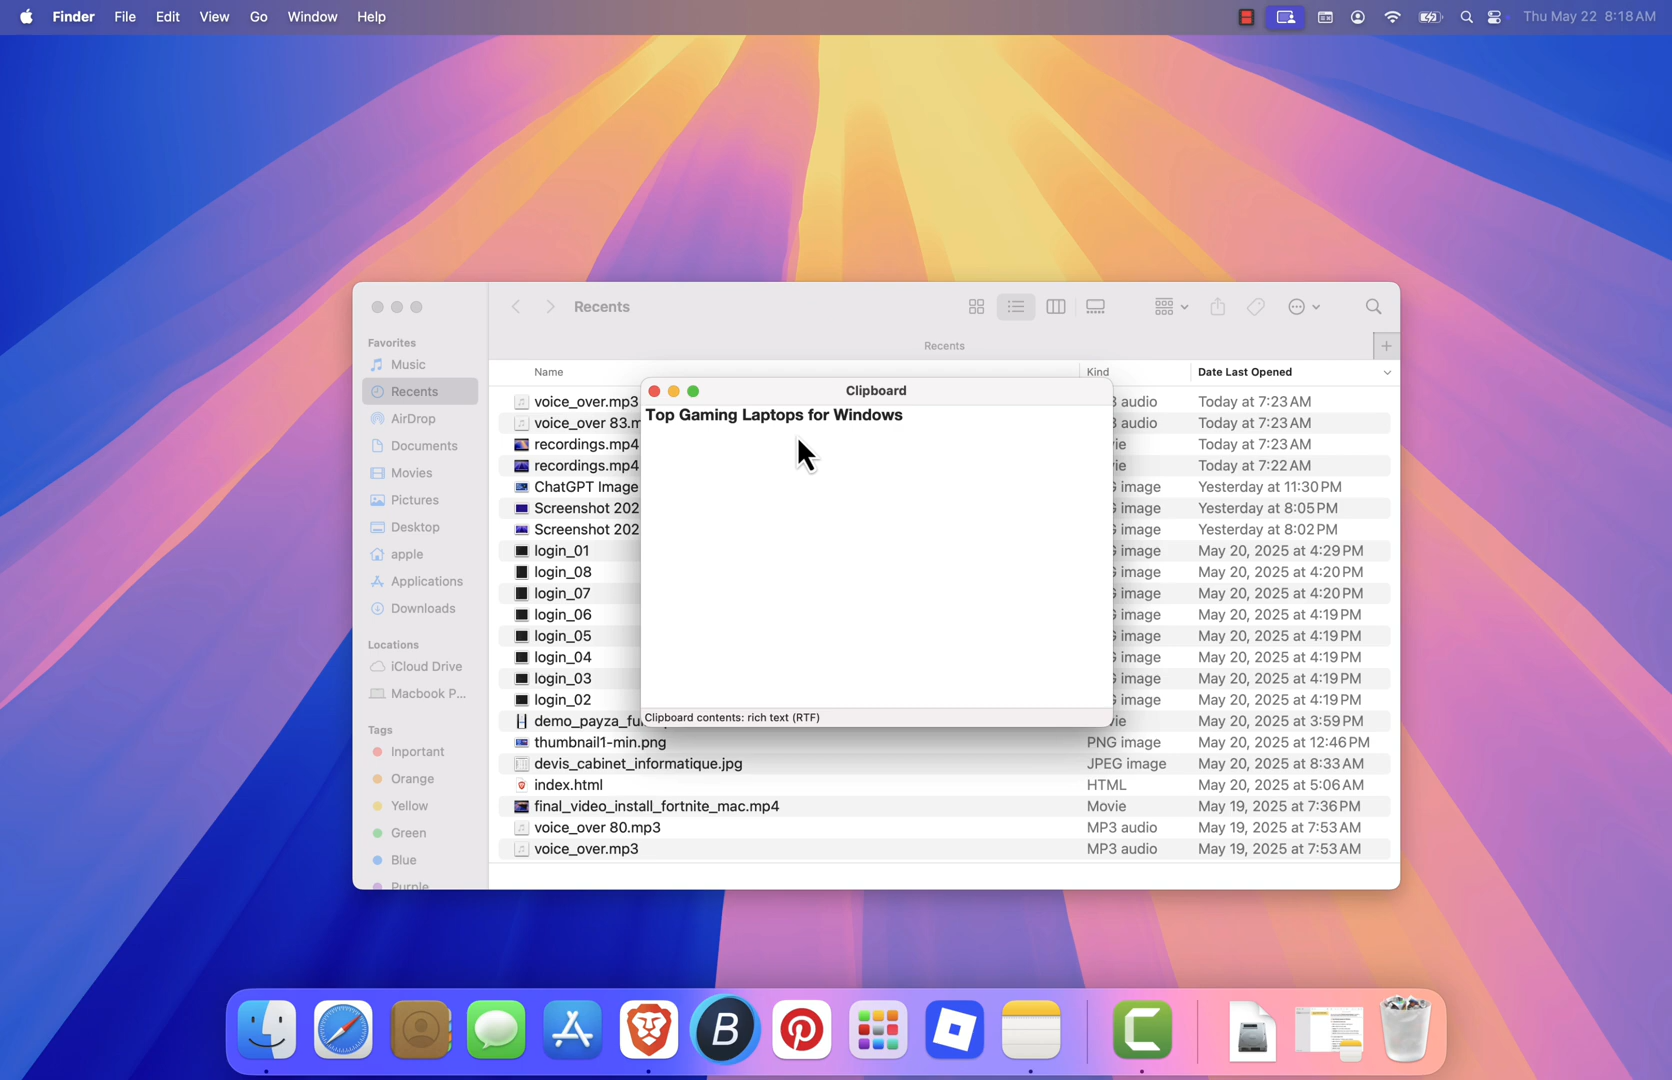 Finder File Edit View Go Window Help Thu May 22 8:18 AM
Recents
Recents
Favorites
Music
Recents
AirDrop
Documents
Movies
Pictures
Desktop
apple
Applications
Downloads
Locations
iCloud Drive
Macbook P...
Tags
Inportant
Orange
Yellow
Green
Blue
Purple
Name Kind Date Last Opened
voice_over.mp3 3 audio Today at 7:23 AM
voice_over 83.m 3 audio Today at 7:23 AM
recordings.mp4 ie Today at 7:23 AM
recordings.mp4 ie Today at 7:22 AM
ChatGPT Image G image Yesterday at 11:30 PM
Screenshot 202 G image Yesterday at 8:05 PM
Screenshot 202 G image Yesterday at 8:02 PM
login_01 G image May 20, 2025 at 4:29 PM
login_08 G image May 20, 2025 at 4:20 PM
login_07 G image May 20, 2025 at 4:20 PM
login_06 G image May 20, 2025 at 4:19 PM
login_05 G image May 20, 2025 at 4:19 PM
login_04 G image May 20, 2025 at 4:19 PM
login_03 G image May 20, 2025 at 4:19 PM
login_02 G image May 20, 2025 at 4:19 PM
demo_payza_fu ie May 20, 2025 at 3:59 PM
thumbnail1-min.png PNG image May 20, 2025 at 12:46 PM
devis_cabinet_informatique.jpg JPEG image May 20, 2025 at 8:33 AM
index.html HTML May 20, 2025 at 5:06 AM
final_video_install_fortnite_mac.mp4 Movie May 19, 2025 at 7:36 PM
voice_over 80.mp3 MP3 audio May 19, 2025 at 7:53 AM
voice_over.mp3 MP3 audio May 19, 2025 at 7:53 AM
Clipboard
Top Gaming Laptops for Windows
Clipboard contents: rich text (RTF)
B